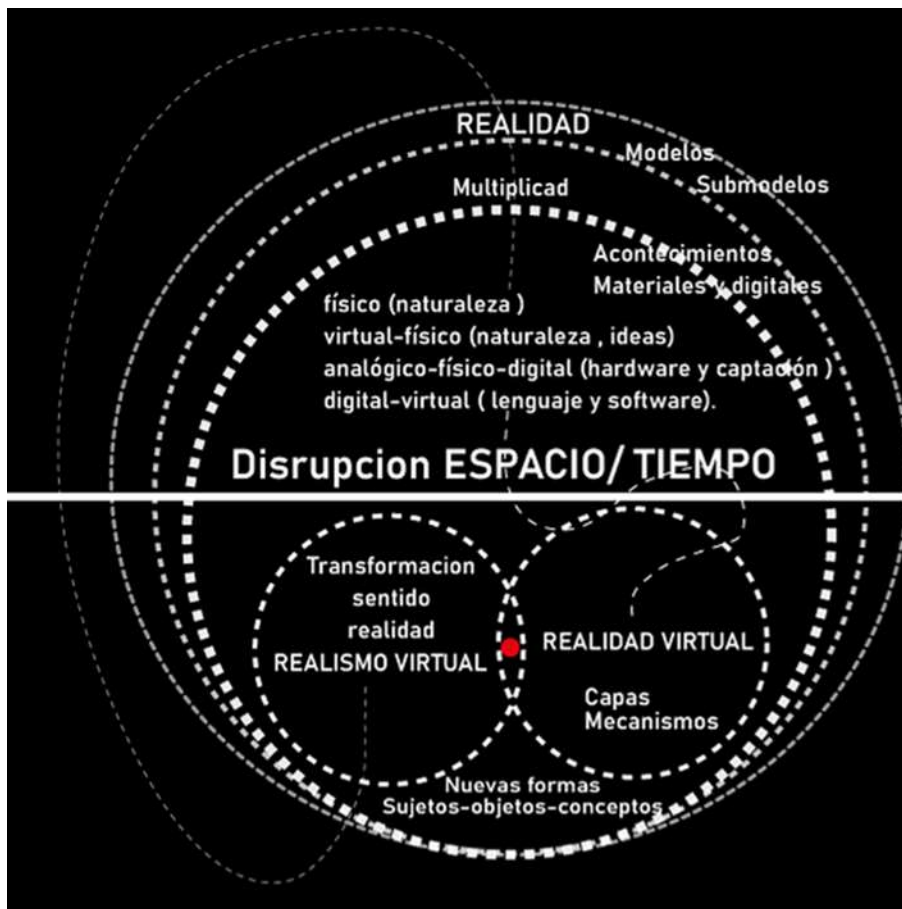 REALIDAD
Modelos
Submodelos
Multiplicad
Acontecimientos
Materiales y digitales
físico (naturaleza )
virtual-físico (naturaleza , ideas)
analógico-físico-digital (hardware y captación )
digital-virtual ( lenguaje y software).
Disrupcion ESPACIO/ TIEMPO
Transformacion
sentido
realidad
REALISMO VIRTUAL
REALIDAD VIRTUAL
Capas
Mecanismos
Nuevas formas
Sujetos-objetos-conceptos